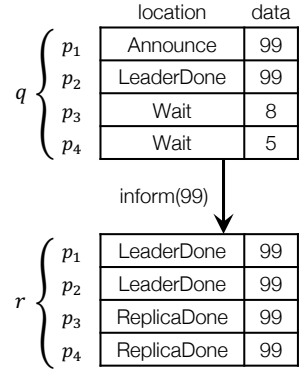 location data
p₁ Announce 99
q p₂ LeaderDone 99
p₃ Wait 8
p₄ Wait 5
inform(99)
p₁ LeaderDone 99
r p₂ LeaderDone 99
p₃ ReplicaDone 99
p₄ ReplicaDone 99